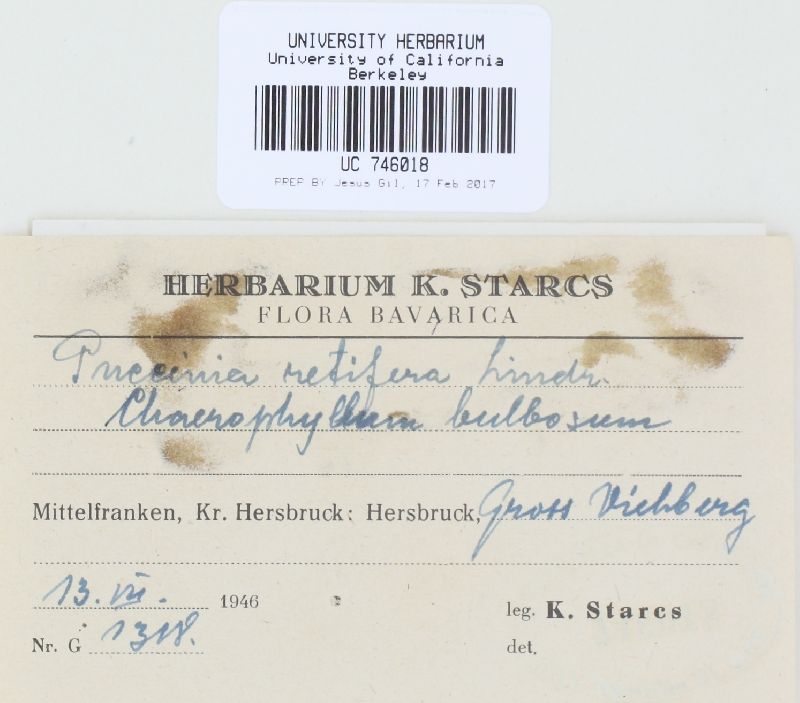 UNIVERSITY HERBARIUM
University of California
Berkeley
UC 746018
PREP BY Jesus Gil, 17 Feb 2017
HERBARIUM K. STARCS
FLORA BAVARICA
Puccinia retifera Lindr.
Chaerophyllum bulbosum
Mittelfranken, Kr. Hersbruck: Hersbruck, Gross Viehberg
13. VII. 1946
leg. K. Starcs
Nr. G 1318.
det.